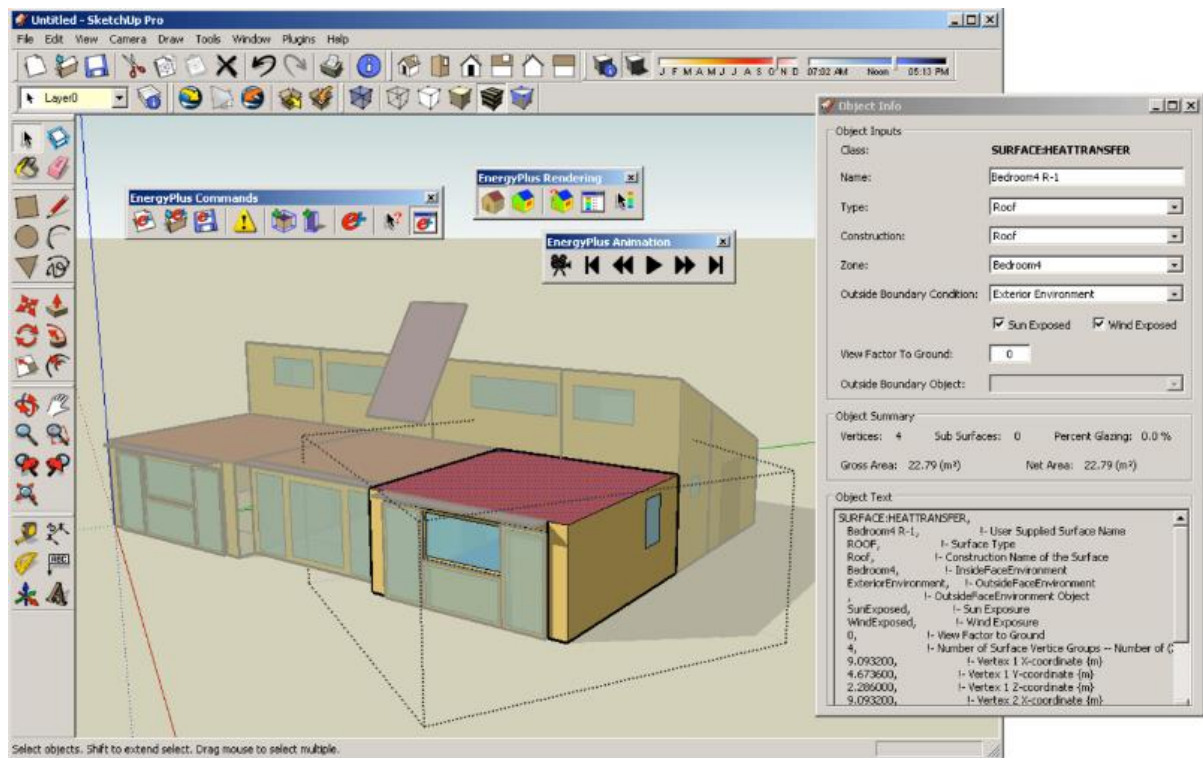 Untitled - SketchUp Pro
File Edit View Camera Draw Tools Window Plugins Help
J F M A M J J A S O N D 07:02 AM Noon 05:13 PM
Layer0
EnergyPlus Commands
EnergyPlus Rendering
EnergyPlus Animation
ABC
Select objects. Shift to extend select. Drag mouse to select multiple.
Object Info
Object Inputs
Class: SURFACE:HEATTRANSFER
Name: Bedroom4 R-1
Type: Roof
Construction: Roof
Zone: Bedroom4
Outside Boundary Condition: Exterior Environment
Sun Exposed Wind Exposed
View Factor To Ground: 0
Outside Boundary Object:
Object Summary
Vertices: 4 Sub Surfaces: 0 Percent Glazing: 0.0 %
Gross Area: 22.79 (m²) Net Area: 22.79 (m²)
Object Text
SURFACE:HEATTRANSFER,
Bedroom4 R-1, !- User Supplied Surface Name
ROOF, !- Surface Type
Roof, !- Construction Name of the Surface
Bedroom4, !- InsideFaceEnvironment
ExteriorEnvironment, !- OutsideFaceEnvironment
, !- OutsideFaceEnvironment Object
SunExposed, !- Sun Exposure
WindExposed, !- Wind Exposure
0, !- View Factor to Ground
4, !- Number of Surface Vertice Groups -- Number of (
9.093200, !- Vertex 1 X-coordinate {m}
4.673600, !- Vertex 1 Y-coordinate {m}
2.286000, !- Vertex 1 Z-coordinate {m}
9.093200, !- Vertex 2 X-coordinate {m}